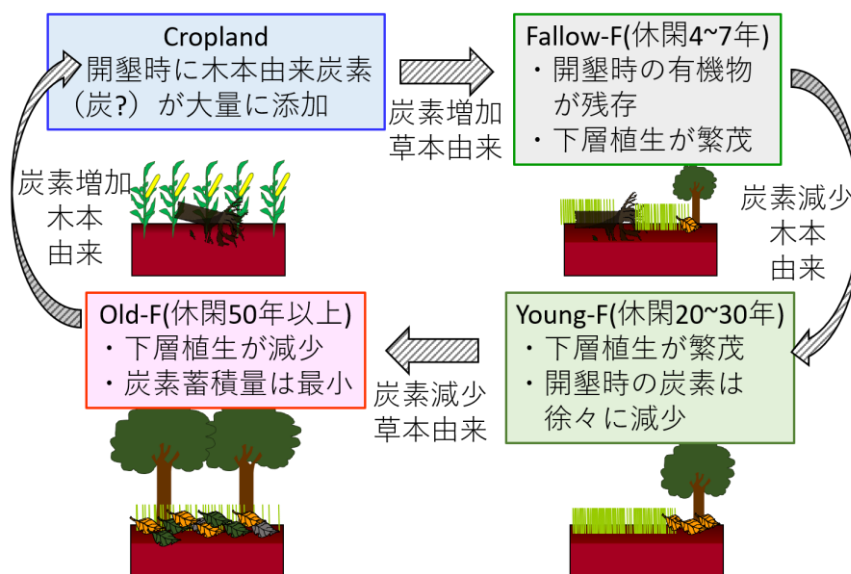 Cropland
・開墾時に木本由来炭素
（炭?）が大量に添加
炭素増加
草本由来
Fallow-F(休閑4~7年)
・開墾時の有機物
が残存
・下層植生が繁茂
炭素減少
木本
由来
Young-F(休閑20~30年)
・下層植生が繁茂
・開墾時の炭素は
徐々に減少
炭素減少
草本由来
Old-F(休閑50年以上)
・下層植生が減少
・炭素蓄積量は最小
炭素増加
木本
由来